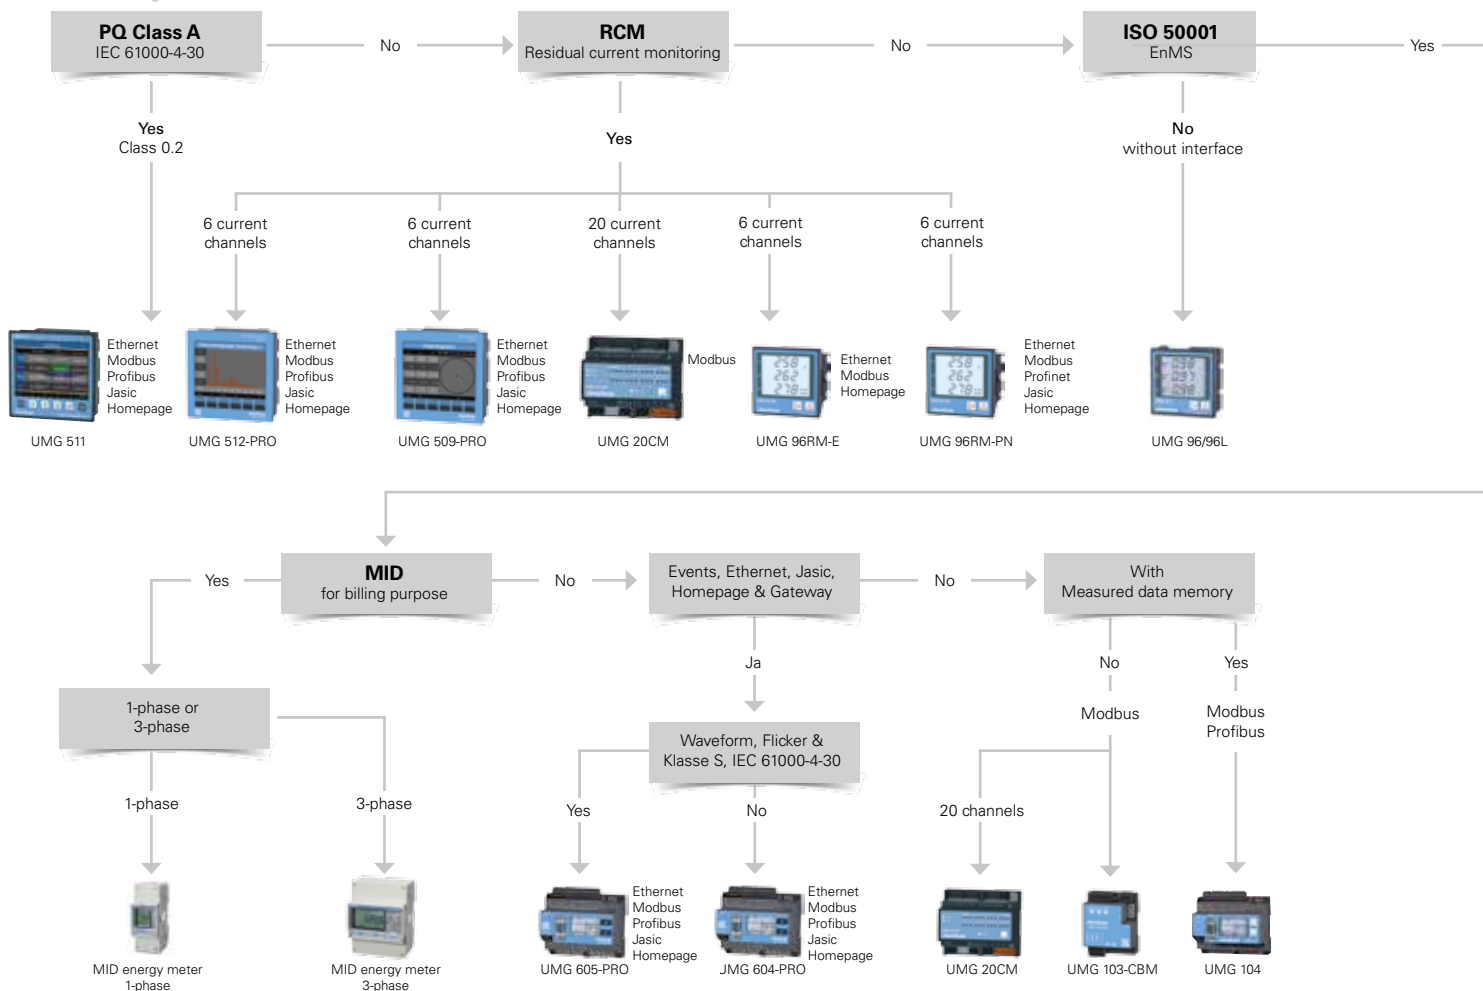 PQ Class A
IEC 61000-4-30
No
RCM
Residual current monitoring
No
ISO 50001
EnMS
Yes
Yes
Class 0.2
Yes
No
without interface
6 current
channels
6 current
channels
20 current
channels
6 current
channels
6 current
channels
Ethernet
Modbus
Profibus
Jasic
Homepage
UMG 511
Ethernet
Modbus
Profibus
Jasic
Homepage
UMG 512-PRO
Ethernet
Modbus
Profibus
Jasic
Homepage
UMG 509-PRO
Modbus
UMG 20CM
Ethernet
Modbus
Homepage
UMG 96RM-E
Ethernet
Modbus
Profinet
Jasic
Homepage
UMG 96RM-PN
UMG 96/96L
Yes
MID
for billing purpose
No
Events, Ethernet, Jasic,
Homepage & Gateway
No
With
Measured data memory
Ja
No
Yes
1-phase or
3-phase
Modbus
Modbus
Profibus
Waveform, Flicker &
Klasse S, IEC 61000-4-30
1-phase
3-phase
Yes
No
20 channels
MID energy meter
1-phase
MID energy meter
3-phase
Ethernet
Modbus
Profibus
Jasic
Homepage
UMG 605-PRO
Ethernet
Modbus
Profibus
Jasic
Homepage
UMG 604-PRO
UMG 20CM
UMG 103-CBM
UMG 104